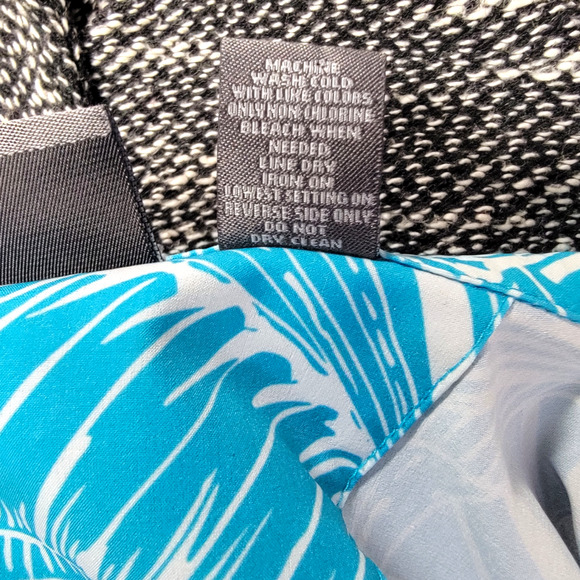 MACHINE
WASH COLD
WITH LIKE COLORS
ONLY NON-CHLORINE
BLEACH WHEN
NEEDED
LINE DRY
IRON ON
LOWEST SETTING ON
REVERSE SIDE ONLY
DO NOT
DRY CLEAN